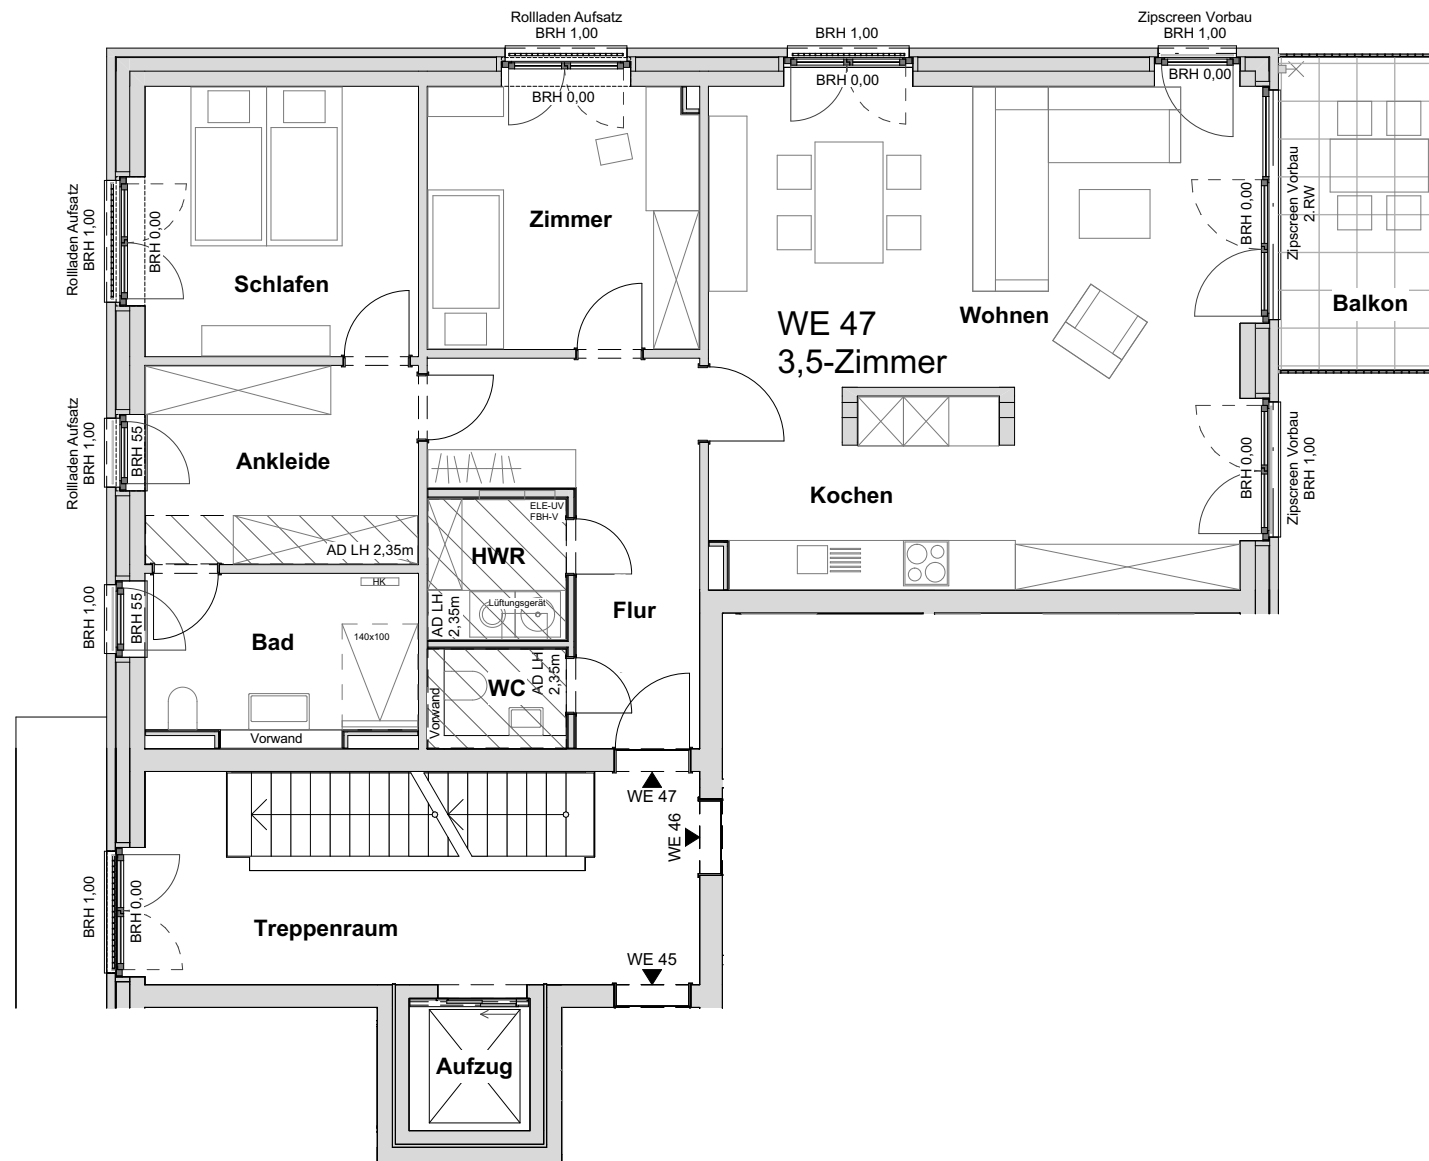 Rollladen Aufsatz
BRH 1,00
BRH 1,00
Zipscreen Vorbau
BRH 1,00
BRH 0,00
BRH 0,00
BRH 0,00
Rollladen Aufsatz
BRH 1,00
BRH 0,00
Schlafen
Zimmer
WE 47
3,5-Zimmer
Wohnen
BRH 0,00
Zipscreen Vorbau
2.RW
Balkon
Rollladen Aufsatz
BRH 1,00
BRH 55
Ankleide
AD LH 2,35m
Kochen
BRH 0,00
Zipscreen Vorbau
BRH 1,00
ELE-UV
FBH-V
HWR
Lüftungsgerät
AD LH
2,35m
Flur
BRH 1,00
BRH 55
HK
140x100
Bad
Vorwand
WC
AD LH
2,35m
Vorwand
WE 47
WE 46
BRH 1,00
BRH 0,00
Treppenraum
WE 45
Aufzug